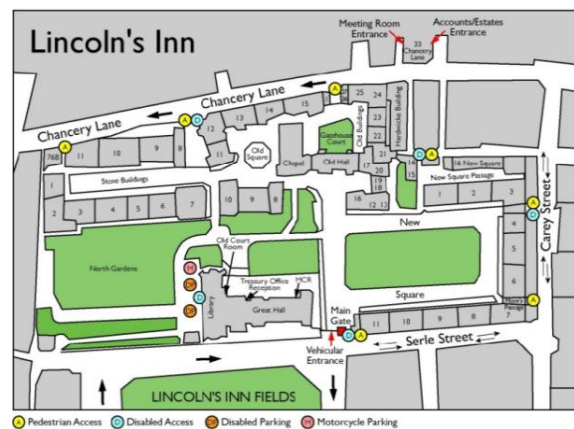 Lincoln's Inn
Meeting Room
Entrance
Accounts/Estates
Entrance
33
Chancery
Lane
Chancery Lane
Chancery Lane
A
A
D
A
12
13
14
15
25
24
23
22
21
20
19
18
17
16
12
13
Old Buildings
Hardwicke Building
Gatehouse
Court
Old Hall
Chapel
Old
Square
11
76B
11
10
9
8
Stone Buildings
1
2
3
4
5
6
7
10
9
8
D
A
14
15
16 New Square
New Square Passage
1
2
3
4
5
6
7
A
D
A
Carey Street
New
Square
Old Court
Room
Treasury Office
Reception
MCR
North Gardens
M
DP
D
DP
Library
Great Hall
Main
Gate
D
A
11
10
9
8
Passage
Vehicular
Entrance
Serle Street
LINCOLN'S INN FIELDS
A Pedestrian Access
D Disabled Access
DP Disabled Parking
M Motorcycle Parking